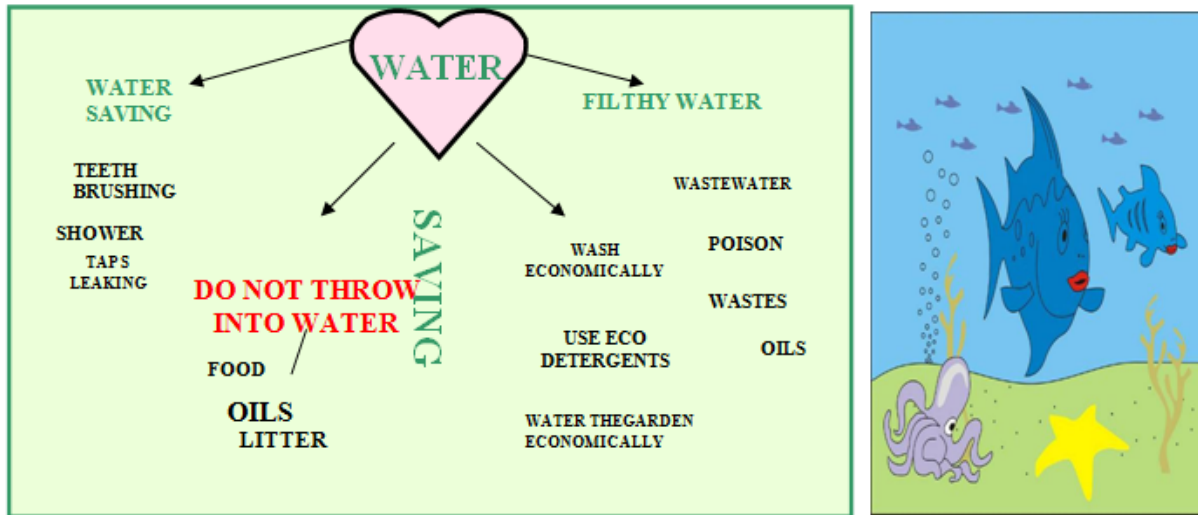 WATER
WATER
SAVING
FILTHY WATER
TEETH
BRUSHING
SHOWER
TAPS
LEAKING
DO NOT THROW
INTO WATER
FOOD
OILS
LITTER
SAVING
WASH
ECONOMICALLY
USE ECO
DETERGENTS
WATER THEGARDEN
ECONOMICALLY
WASTEWATER
POISON
WASTES
OILS